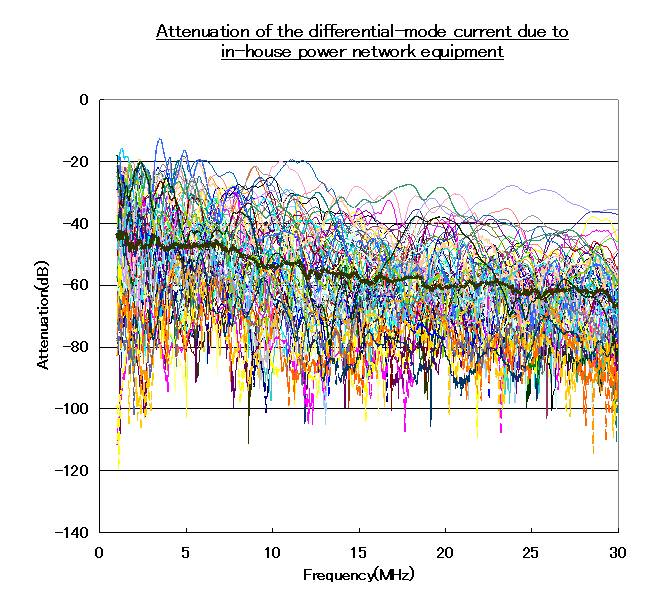 Attenuation of the differential-mode current due to
in-house power network equipment
0
-20
-40
-60
-80
-100
-120
-140
Attenuation(dB)
0 5 10 15 20 25 30
Frequency(MHz)